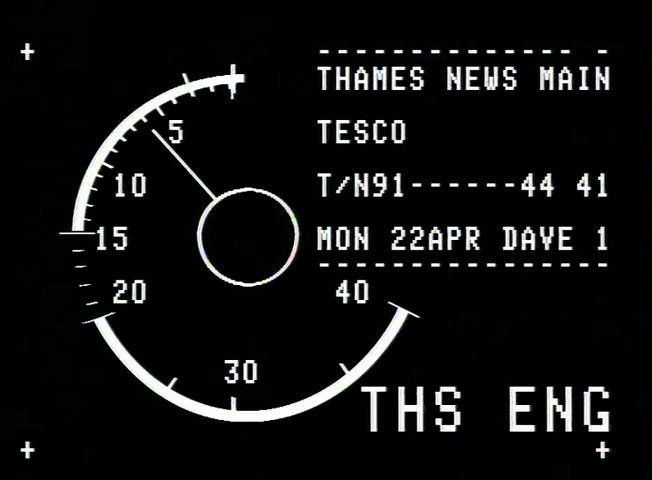 THAMES NEWS MAIN
TESCO
T/N91------44 41
MON 22APR DAVE 1
5
10
15
20
30
40
THS ENG